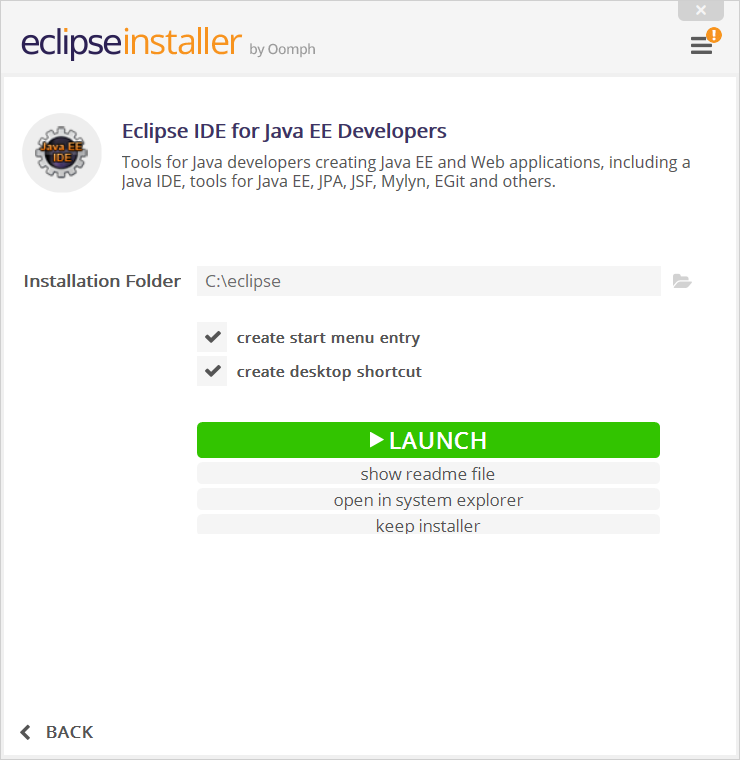 eclipseinstaller by Oomph
!
Java EE
IDE
Eclipse IDE for Java EE Developers
Tools for Java developers creating Java EE and Web applications, including a
Java IDE, tools for Java EE, JPA, JSF, Mylyn, EGit and others.
Installation Folder C:\eclipse
create start menu entry
create desktop shortcut
LAUNCH
show readme file
open in system explorer
keep installer
BACK